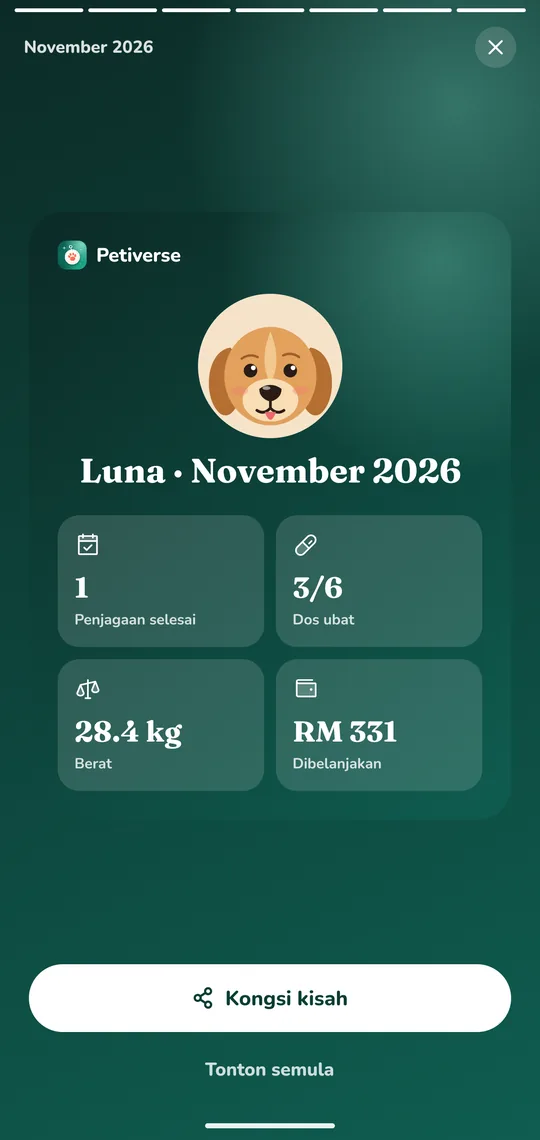 November 2026
Petiverse
Luna · November 2026
1
Penjagaan selesai
3/6
Dos ubat
28.4 kg
Berat
RM 331
Dibelanjakan
Kongsi kisah
Tonton semula